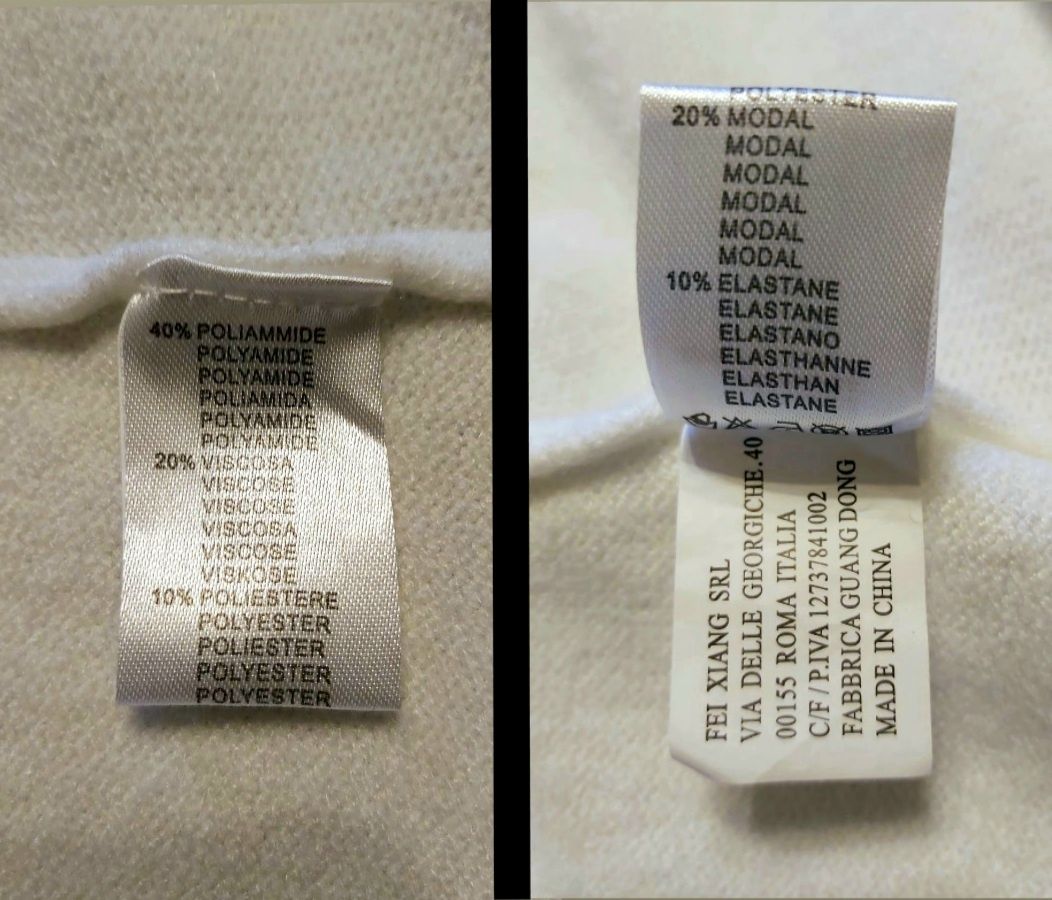 40% POLIAMMIDE
POLYAMIDE
POLYAMIDE
POLIAMIDA
POLYAMIDE
POLYAMIDE
20% VISCOSA
VISCOSE
VISCOSE
VISCOSA
VISCOSE
VISKOSE
10% POLIESTERE
POLYESTER
POLIESTER
POLYESTER
POLYESTER
POLYESTER
20% MODAL
MODAL
MODAL
MODAL
MODAL
MODAL
10% ELASTANE
ELASTANE
ELASTANO
ELASTHANNE
ELASTHAN
ELASTANE
FEI XIANG SRL
VIA DELLE GEORGICHE.40
00155 ROMA ITALIA
C/F / P.IVA 12737841002
FABBRICA GUANG DONG
MADE IN CHINA